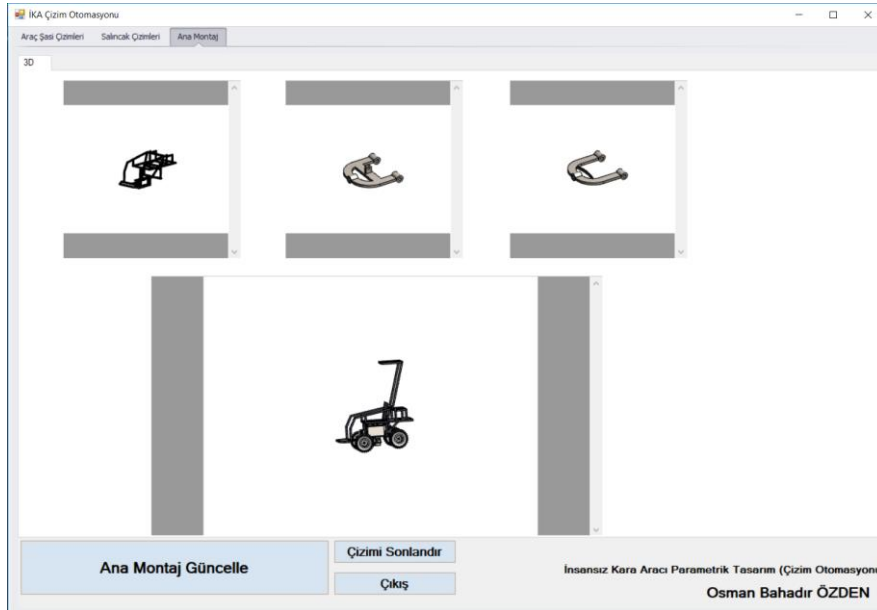 İKA Çizim Otomasyonu
Araç Şasi Çizimleri Salıncak Çizimleri Ana Montaj
3D
Ana Montaj Güncelle
Çizimi Sonlandır
Çıkış
İnsansız Kara Aracı Parametrik Tasarım (Çizim Otomasyonu
Osman Bahadır ÖZDEN